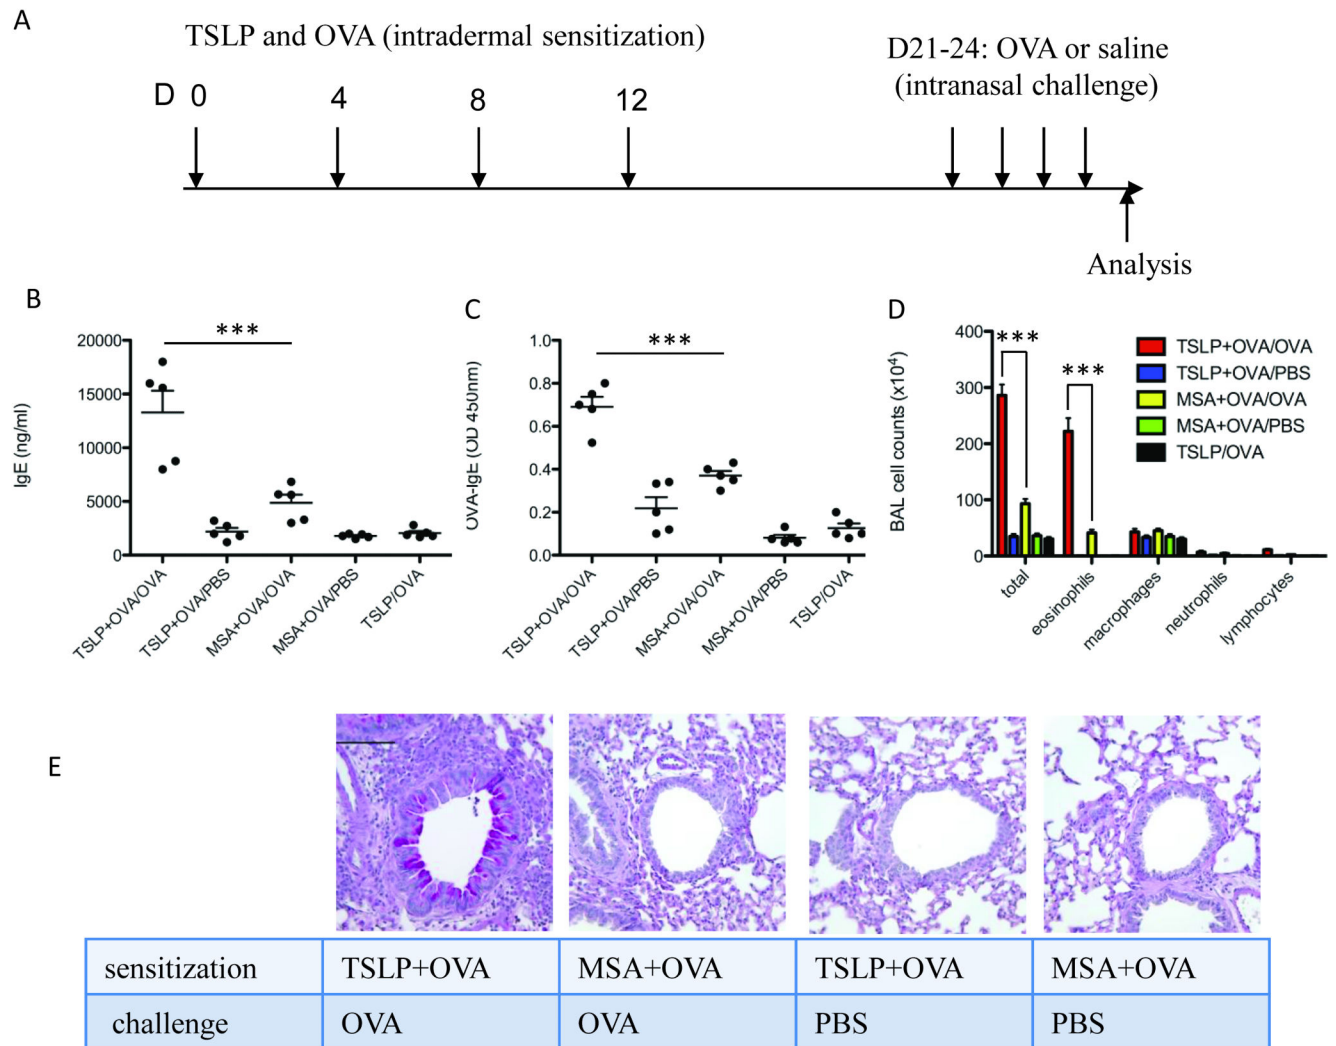 A
TSLP and OVA (intradermal sensitization)
D21-24: OVA or saline
(intranasal challenge)
D 0 4 8 12
Analysis
B
***
20000
15000
10000
5000
0
IgE (ng/ml)
TSLP+OVA/OVA
TSLP+OVA/PBS
MSA+OVA/OVA
MSA+OVA/PBS
TSLP/OVA
C
***
1.0
0.8
0.6
0.4
0.2
0.0
OVA-IgE (OD 450nm)
TSLP+OVA/OVA
TSLP+OVA/PBS
MSA+OVA/OVA
MSA+OVA/PBS
TSLP/OVA
D
400
300
200
100
0
BAL cell counts (x10⁴)
***
***
TSLP+OVA/OVA
TSLP+OVA/PBS
MSA+OVA/OVA
MSA+OVA/PBS
TSLP/OVA
total
eosinophils
macrophages
neutrophils
lymphocytes
E
sensitization TSLP+OVA MSA+OVA TSLP+OVA MSA+OVA
challenge OVA OVA PBS PBS